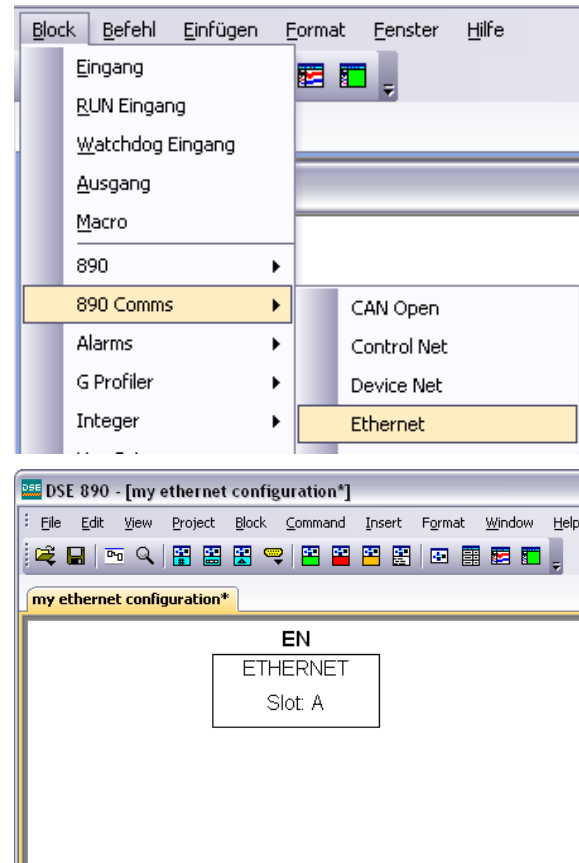 Block Befehl Einfügen Format Fenster Hilfe
Eingang
RUN Eingang
Watchdog Eingang
Ausgang
Macro
890
890 Comms
Alarms
G Profiler
Integer
CAN Open
Control Net
Device Net
Ethernet
DSE 890 - [my ethernet configuration*]
File Edit View Project Block Command Insert Format Window Help
my ethernet configuration*
EN
ETHERNET
Slot: A